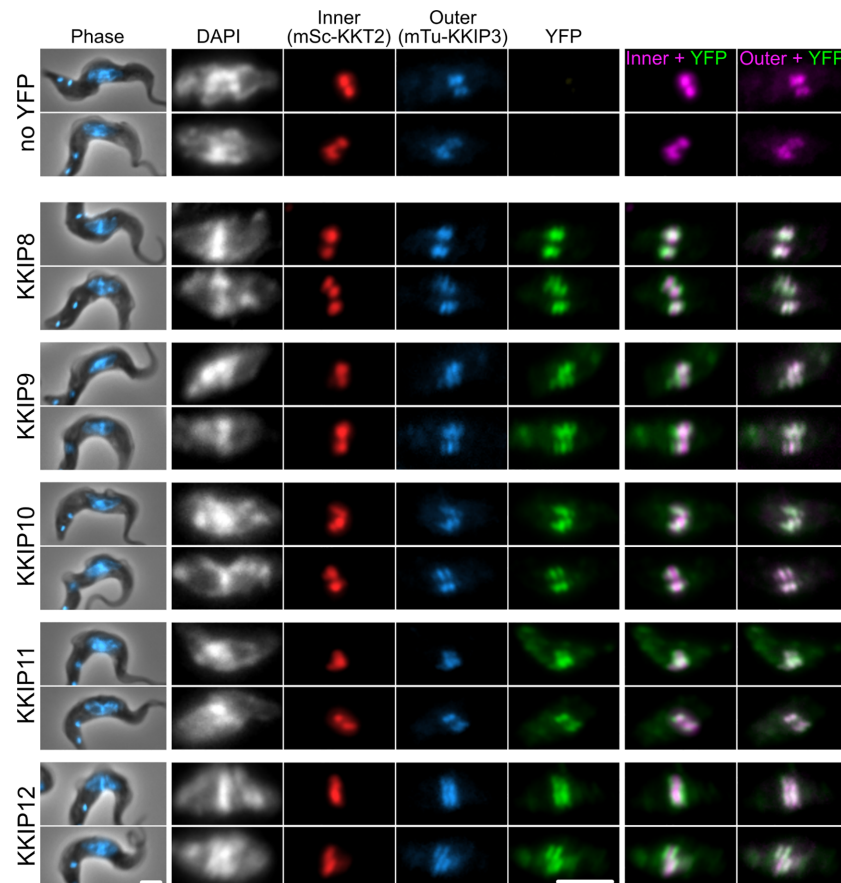 Phase
DAPI
Inner
(mSc-KKT2)
Outer
(mTu-KKIP3)
YFP
Inner + YFP
Outer + YFP
no YFP
KKIP8
KKIP9
KKIP10
KKIP11
KKIP12